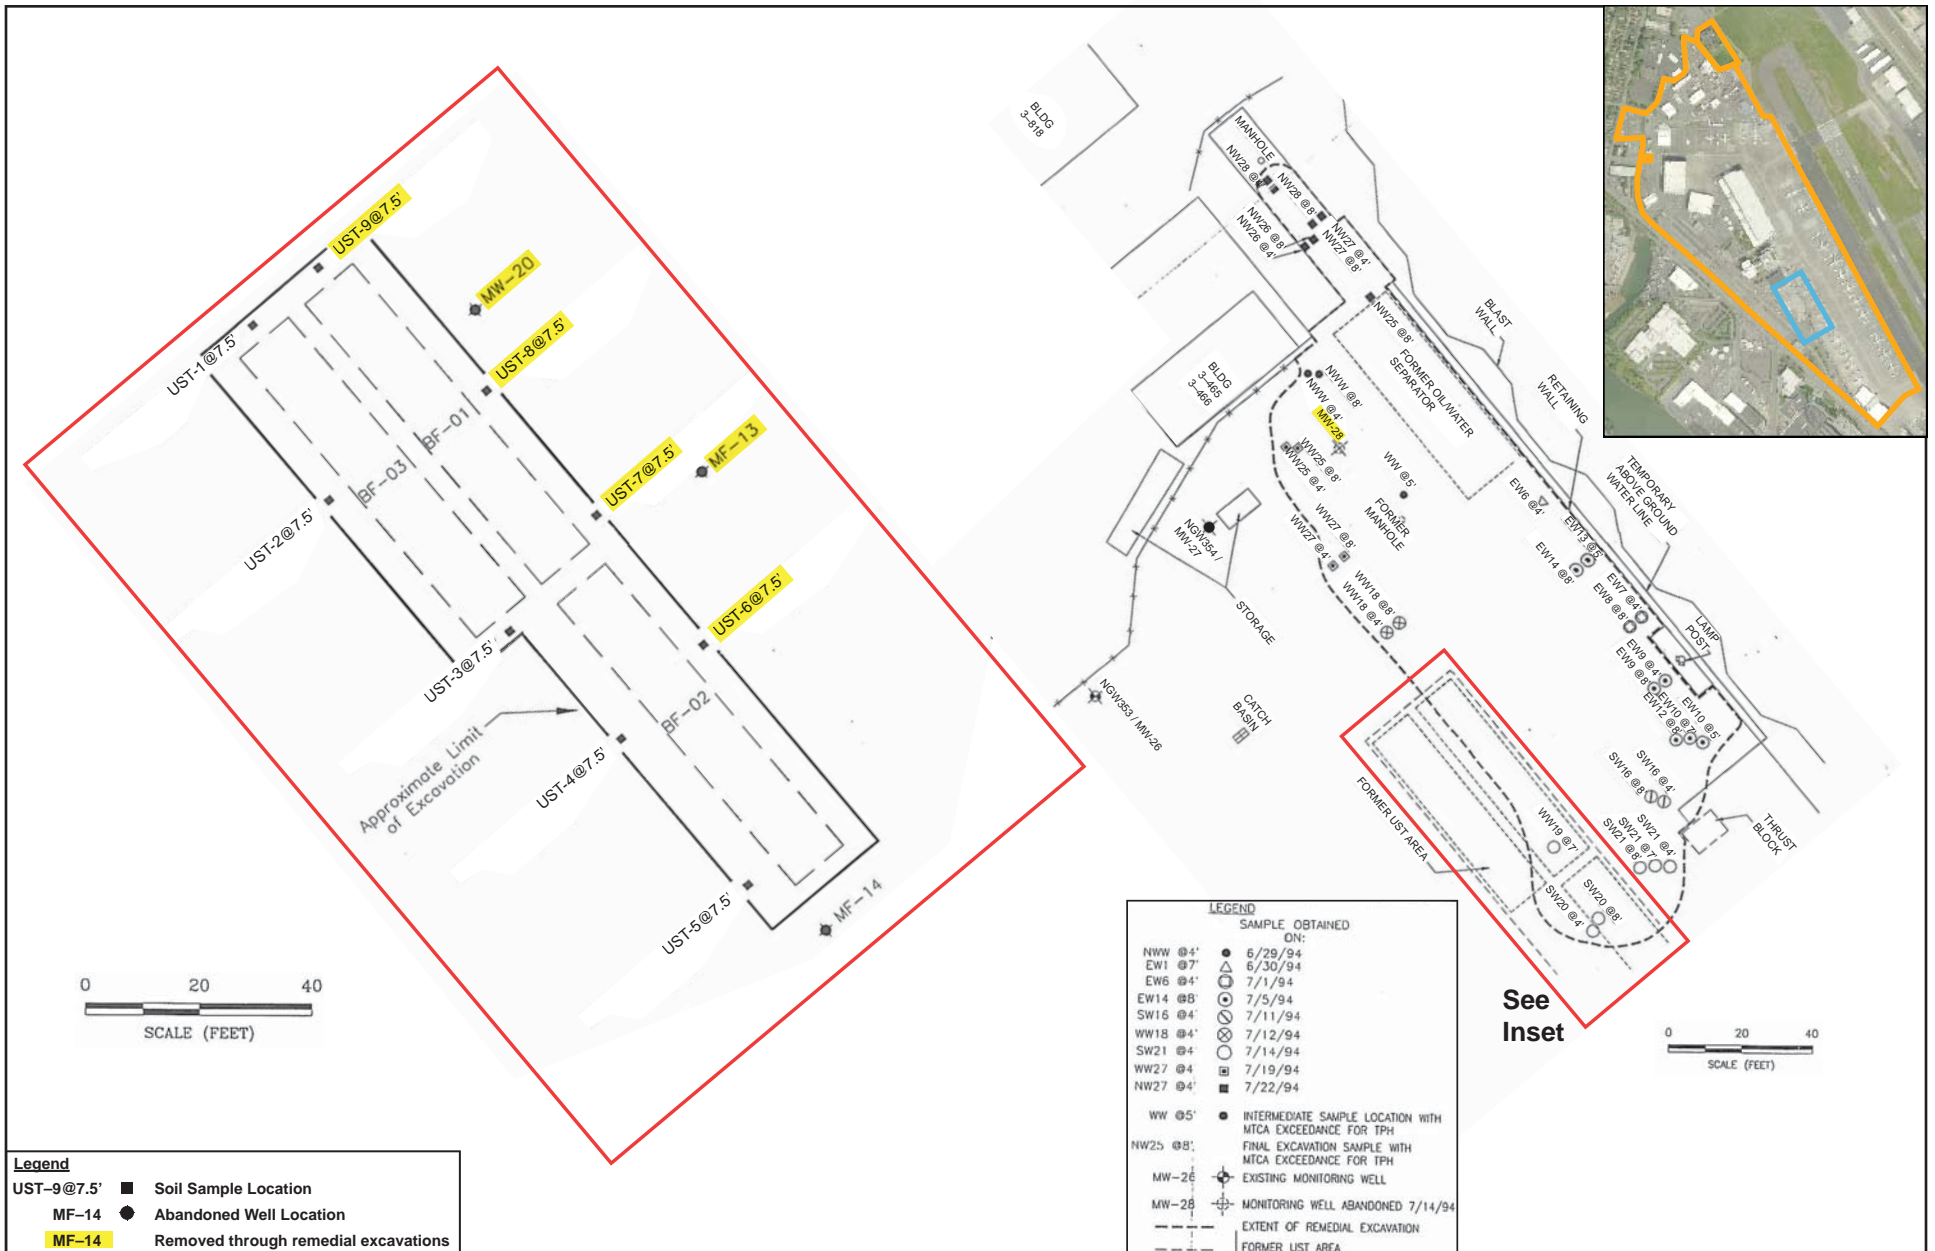 UST-9@7.5'
MW-20
UST-1@7.5'
UST-8@7.5'
BF-01
BF-03
MF-13
UST-7@7.5'
UST-2@7.5'
UST-6@7.5'
UST-3@7.5'
BF-02
Approximate Limit
of Excavation
UST-4@7.5'
UST-5@7.5'
MF-14
0 20 40
SCALE (FEET)
Legend
UST–9@7.5' Soil Sample Location
MF–14 Abandoned Well Location
MF–14 Removed through remedial excavations
BLDG
3-818
MANHOLE
NW28 @8'
NW26 @8'
NW26 @4'
NW27 @4'
NW27 @8'
NW25 @8'
BLAST
WALL
BLDG
3-465
3-466
FORMER OIL/WATER
SEPARATOR
RETAINING
WALL
NWW @8'
NWW @4'
MW-28
WW25 @8'
WW25 @4'
WW @5'
FORMER
MANHOLE
TEMPORARY
ABOVE GROUND
WATER LINE
EW6 @4'
EW13 @5'
EW14 @8'
NGW354 /
MW-27
WW27 @8'
WW27 @4'
WW18 @8'
WW18 @4'
EW7 @4'
EW8 @8'
STORAGE
LAMP
POST
EW9 @4'
EW9 @8'
EW10 @5'
EW10 @7'
EW12 @8'
NGW353 / MW-26
CATCH
BASIN
SW16 @4'
SW16 @8'
FORMER UST AREA
WW19 @7'
SW21 @4'
SW21 @7'
SW21 @8'
THRUST
BLOCK
SW20 @8'
SW20 @4'
See
Inset
0 20 40
SCALE (FEET)
LEGEND
SAMPLE OBTAINED
ON:
NWW @4' 6/29/94
EW1 @7' 6/30/94
EW6 @4' 7/1/94
EW14 @8' 7/5/94
SW16 @4' 7/11/94
WW18 @4' 7/12/94
SW21 @4' 7/14/94
WW27 @4 7/19/94
NW27 @4' 7/22/94
WW @5' INTERMEDIATE SAMPLE LOCATION WITH
MTCA EXCEEDANCE FOR TPH
NW25 @8' FINAL EXCAVATION SAMPLE WITH
MTCA EXCEEDANCE FOR TPH
MW-26 EXISTING MONITORING WELL
MW-28 MONITORING WELL ABANDONED 7/14/94
EXTENT OF REMEDIAL EXCAVATION
FORMER UST AREA